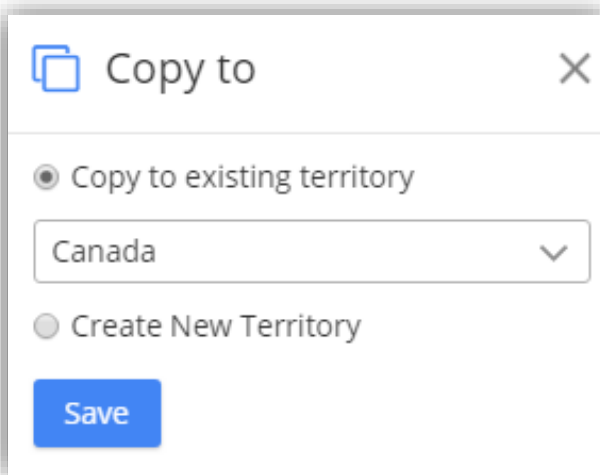 Copy to
Copy to existing territory
Canada
Create New Territory
Save